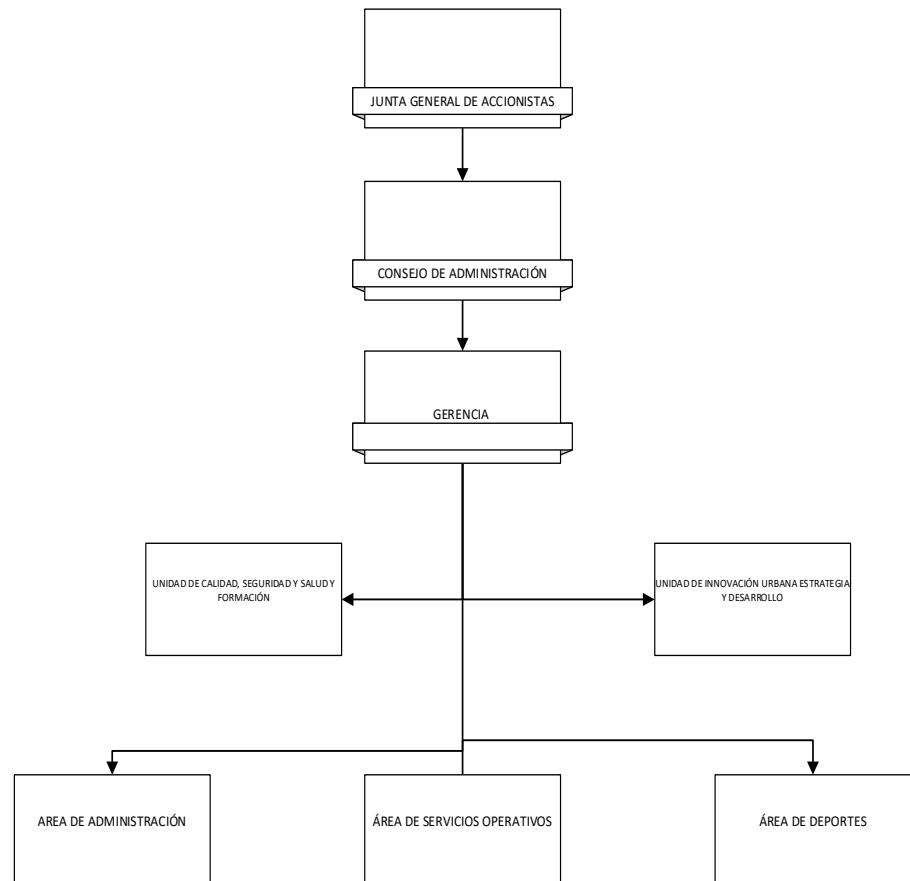 JUNTA GENERAL DE ACCIONISTAS
CONSEJO DE ADMINISTRACIÓN
GERENCIA
UNIDAD DE CALIDAD, SEGURIDAD Y SALUD Y
FORMACIÓN
UNIDAD DE INNOVACIÓN URBANA ESTRATEGIA
Y DESARROLLO
AREA DE ADMINISTRACIÓN
ÁREA DE SERVICIOS OPERATIVOS
ÁREA DE DEPORTES